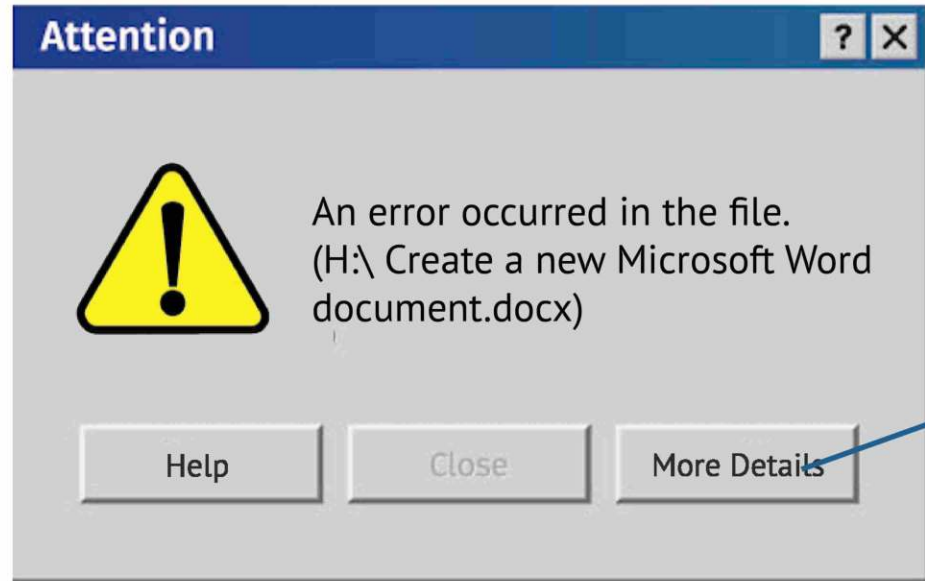 Attention
? X
An error occurred in the file.
(H:\ Create a new Microsoft Word
document.docx)
Help Close More Details